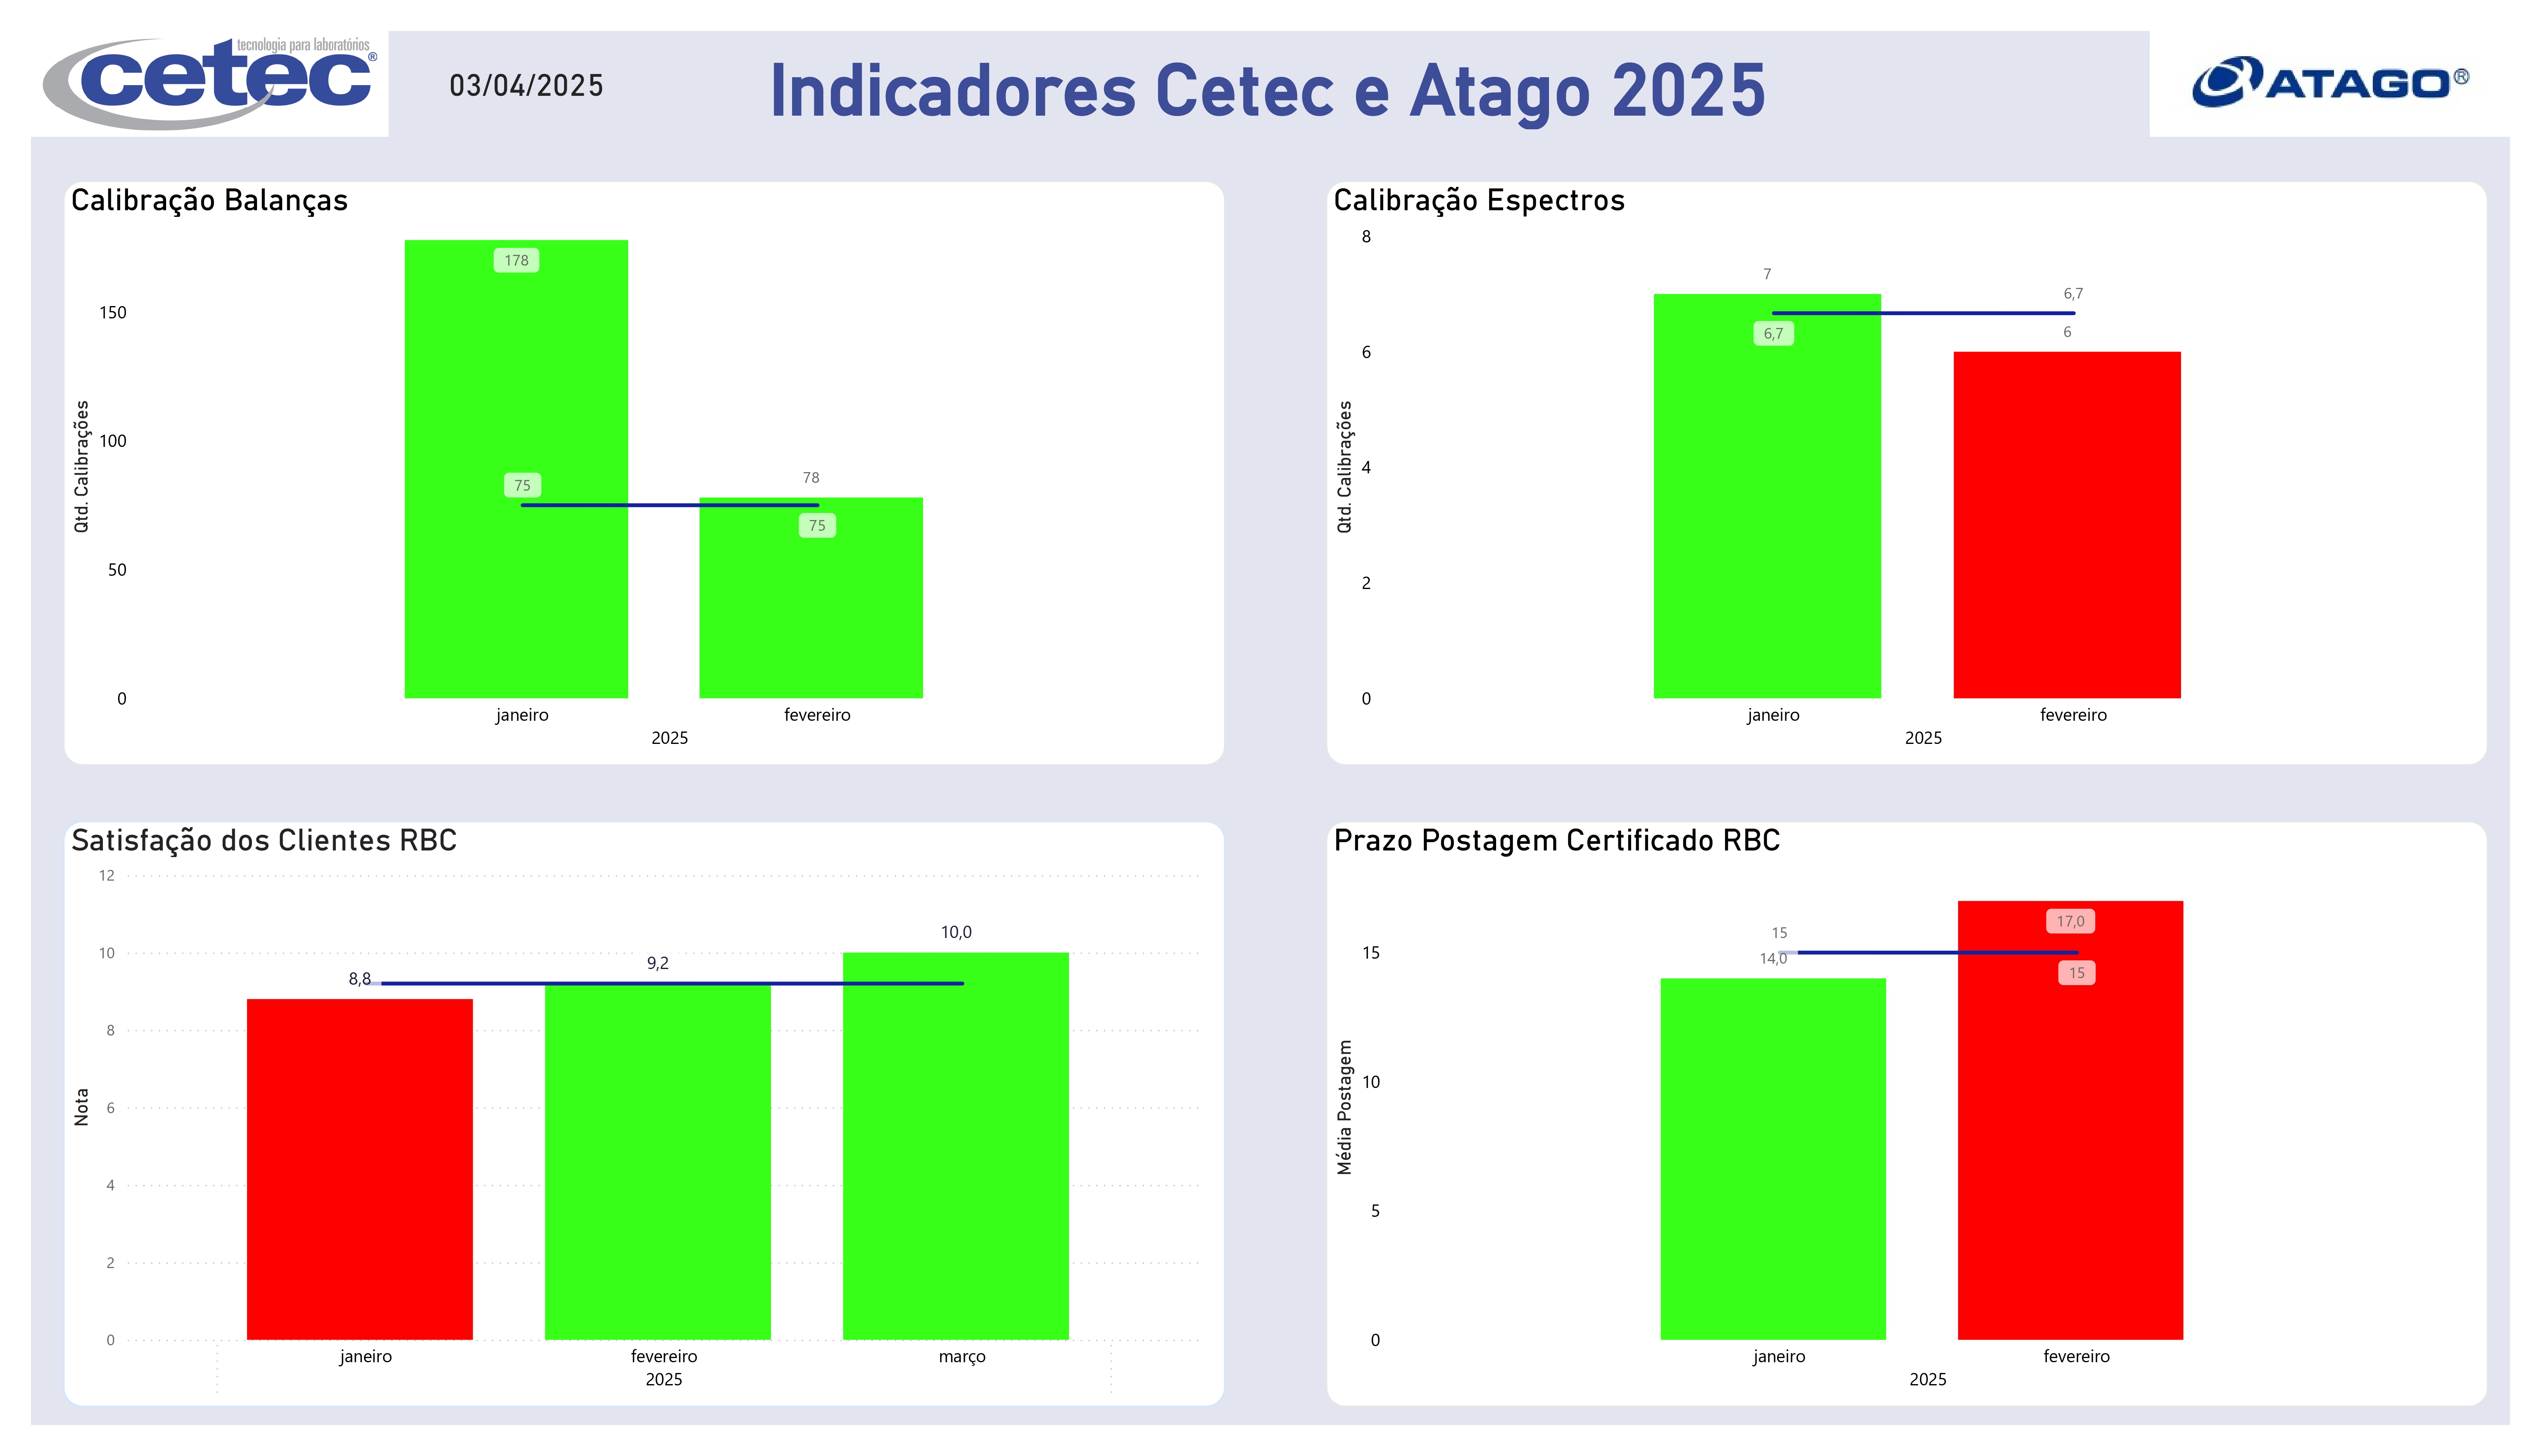 tecnologia para laboratórios
cetec®
03/04/2025
Indicadores Cetec e Atago 2025
ATAGO®
Calibração Balanças
Qtd. Calibrações
150
100
50
0
178
75
78
75
janeiro
fevereiro
2025
Calibração Espectros
Qtd. Calibrações
8
6
4
2
0
7
6,7
6,7
6
janeiro
fevereiro
2025
Satisfação dos Clientes RBC
Nota
12
10
8
6
4
2
0
8,8
9,2
10,0
janeiro
fevereiro
março
2025
Prazo Postagem Certificado RBC
Média Postagem
15
10
5
0
15
14,0
17,0
15
janeiro
fevereiro
2025